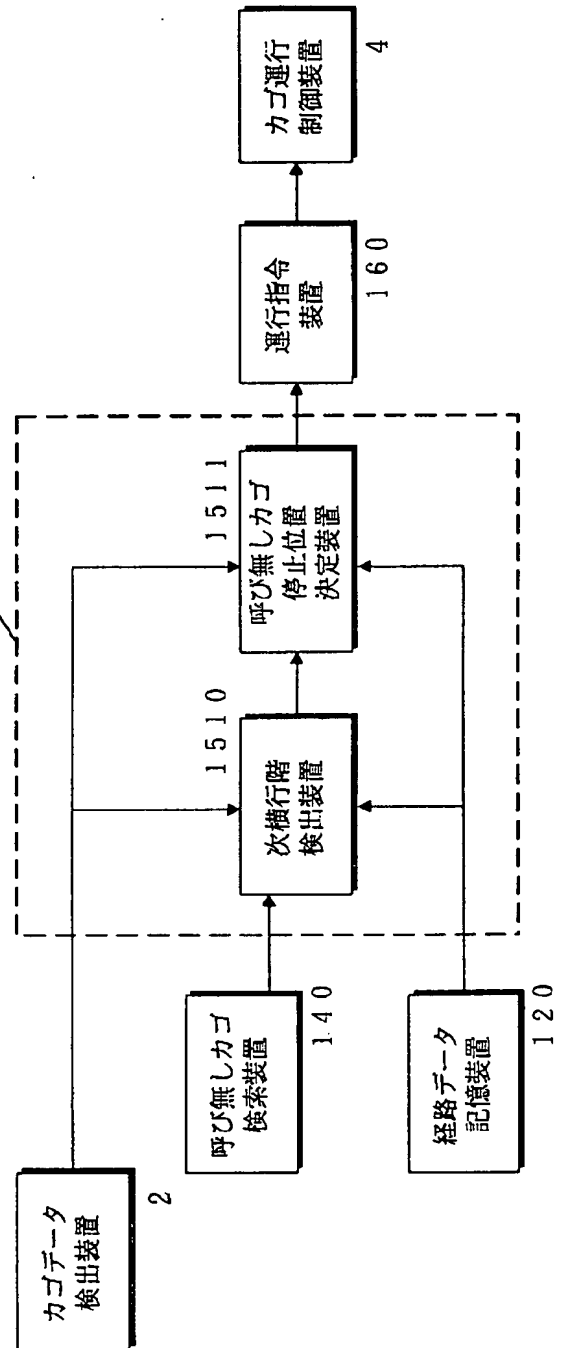 カゴデータ
検出装置
2
呼び無しカゴ
検索装置
140
経路データ
記憶装置
120
次横行階
検出装置
1510
呼び無しカゴ
停止位置
決定装置
1511
運行指令
装置
160
カゴ運行
制御装置
4